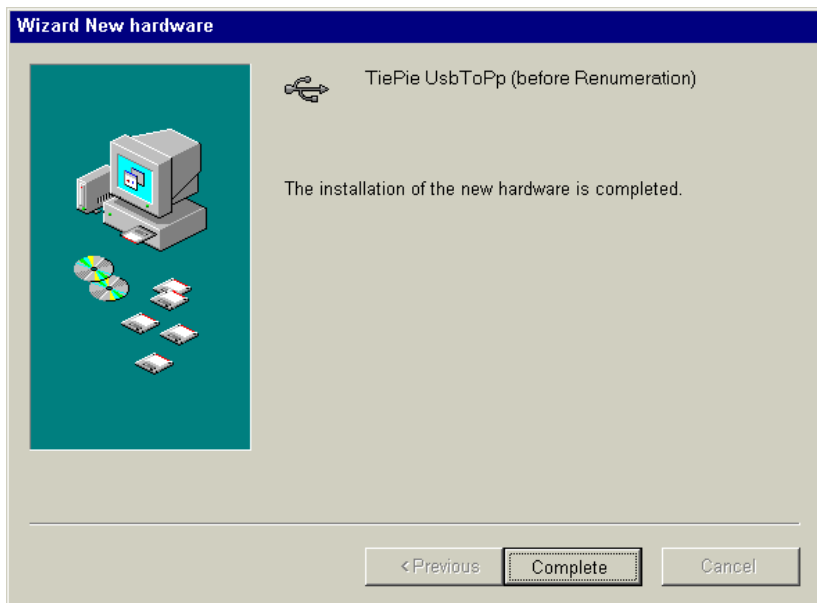 Wizard New hardware
TiePie UsbToPp (before Renumeration)
The installation of the new hardware is completed.
<Previous Complete Cancel